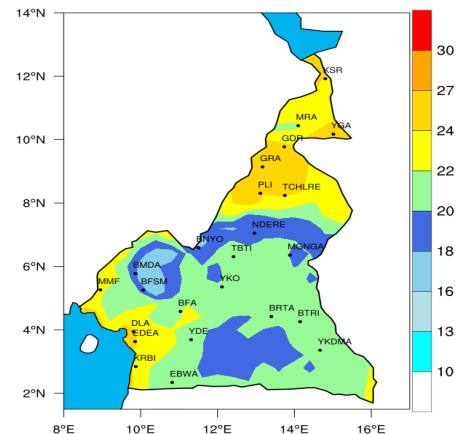 14°N
12°N
10°N
8°N
6°N
4°N
2°N
8°E 10°E 12°E 14°E 16°E
KSR
MRA
YGA
GDR
GRA
PLI
TCHLRE
NDERE
BNYO
TBTI
MGNGA
BMDA
MMF
BFSM
YKO
BFA
BRTA
BTRI
DLA
EDEA
YDE
YKDMA
KRBI
EBWA
30
27
24
22
20
18
16
13
10